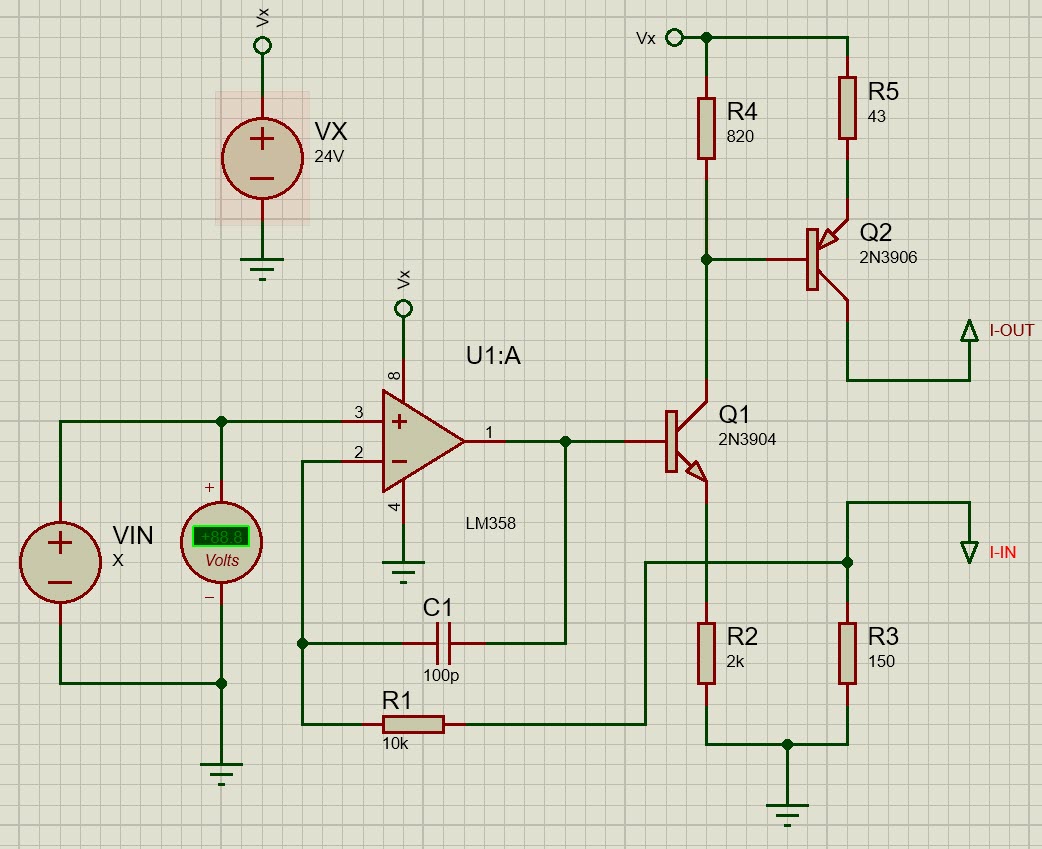 Vx
VX
24V
Vx
R4
820
R5
43
Q2
2N3906
I-OUT
Vx
8
U1:A
3
2
1
4
LM358
Q1
2N3904
VIN
X
+
+88.8
Volts
−
C1
100p
R1
10k
R2
2k
R3
150
I-IN